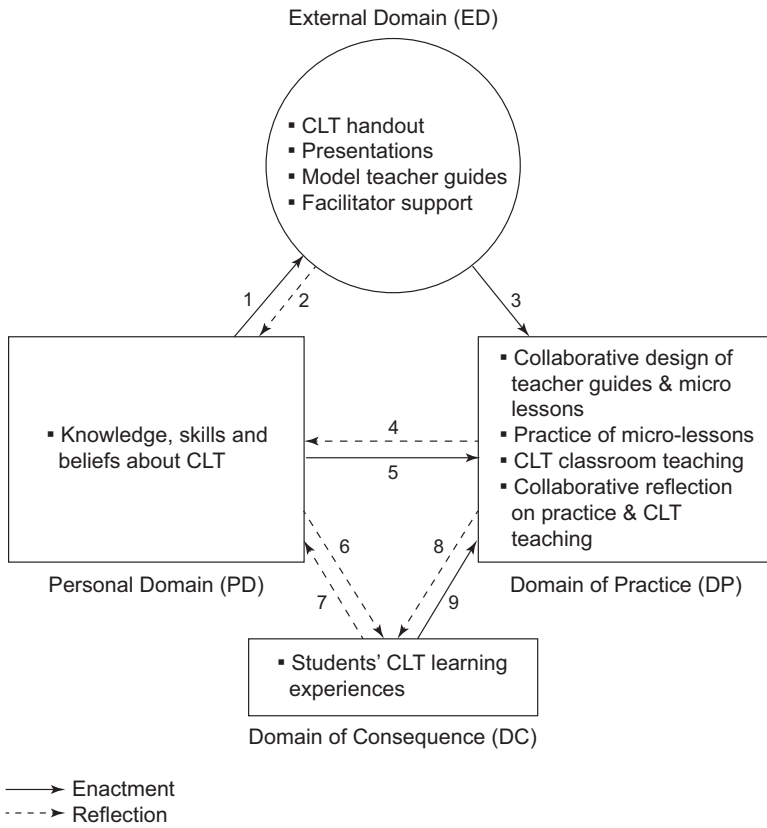 External Domain (ED)
▪ CLT handout
▪ Presentations
▪ Model teacher guides
▪ Facilitator support
1
2
3
▪ Knowledge, skills and
beliefs about CLT
Personal Domain (PD)
4
5
▪ Collaborative design of
teacher guides & micro
lessons
▪ Practice of micro-lessons
▪ CLT classroom teaching
▪ Collaborative reflection
on practice & CLT
teaching
Domain of Practice (DP)
6
7
8
9
▪ Students’ CLT learning
experiences
Domain of Consequence (DC)
Enactment
Reflection